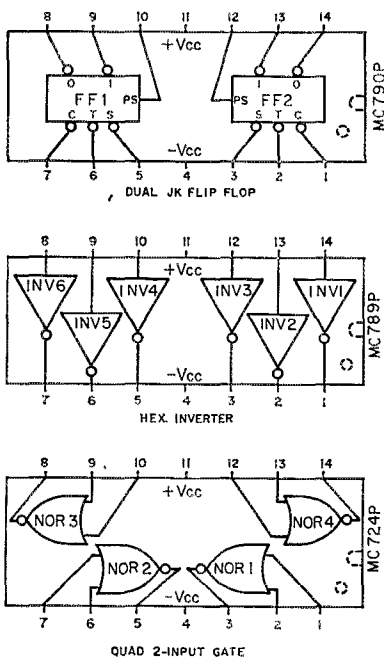 8 9 10 11 12 13 14
+Vcc
0 1 PS 1 0
FF1 PS FF2
C T S S T C
-Vcc
7 6 5 4 3 2 1
MC790P
DUAL JK FLIP FLOP
8 9 10 11 12 13 14
+Vcc
INV6 INV5 INV4 INV3 INV2 INV1
-Vcc
7 6 5 4 3 2 1
MC789P
HEX. INVERTER
8 9 10 11 12 13 14
+Vcc
NOR 3 NOR4
NOR 2 NOR 1
-Vcc
7 6 5 4 3 2 1
MC724P
QUAD 2-INPUT GATE